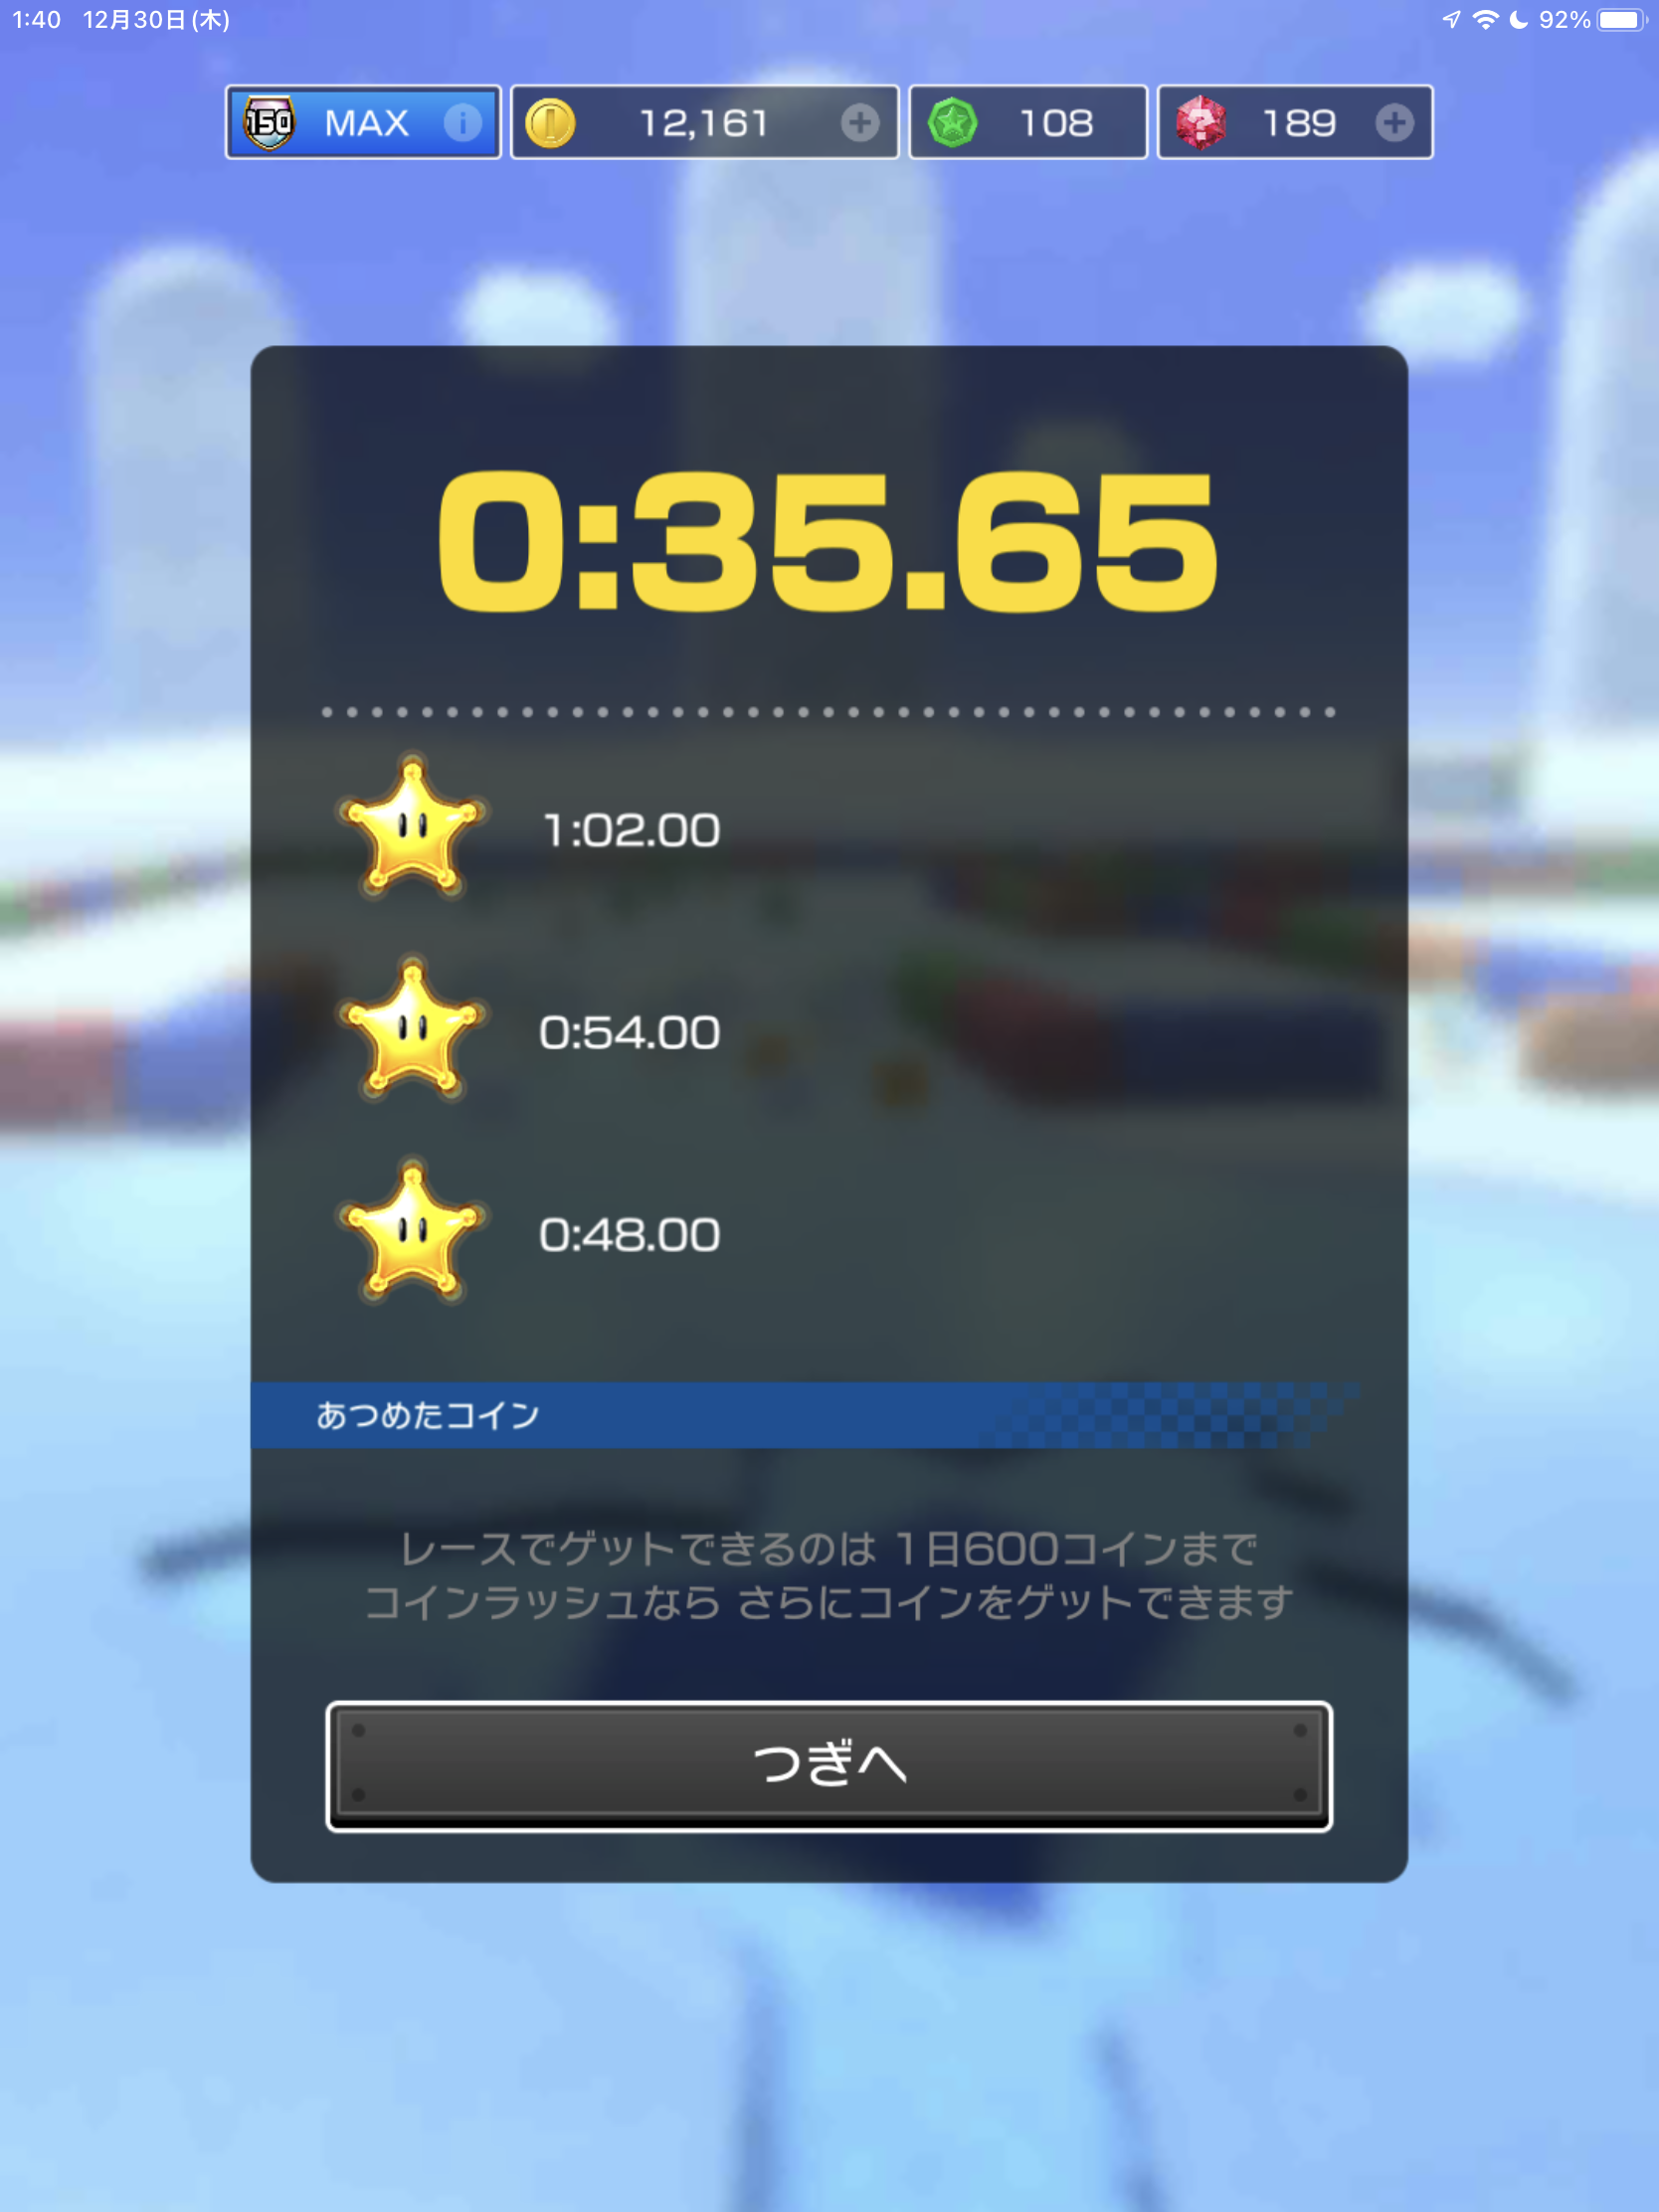 1:40 12月30日(木) 92%
150 MAX i 12,161 + 108 ? 189 +
0:35.65
1:02.00
0:54.00
0:48.00
あつめたコイン
レースでゲットできるのは 1日600コインまで
コインラッシュなら さらにコインをゲットできます
つぎへ